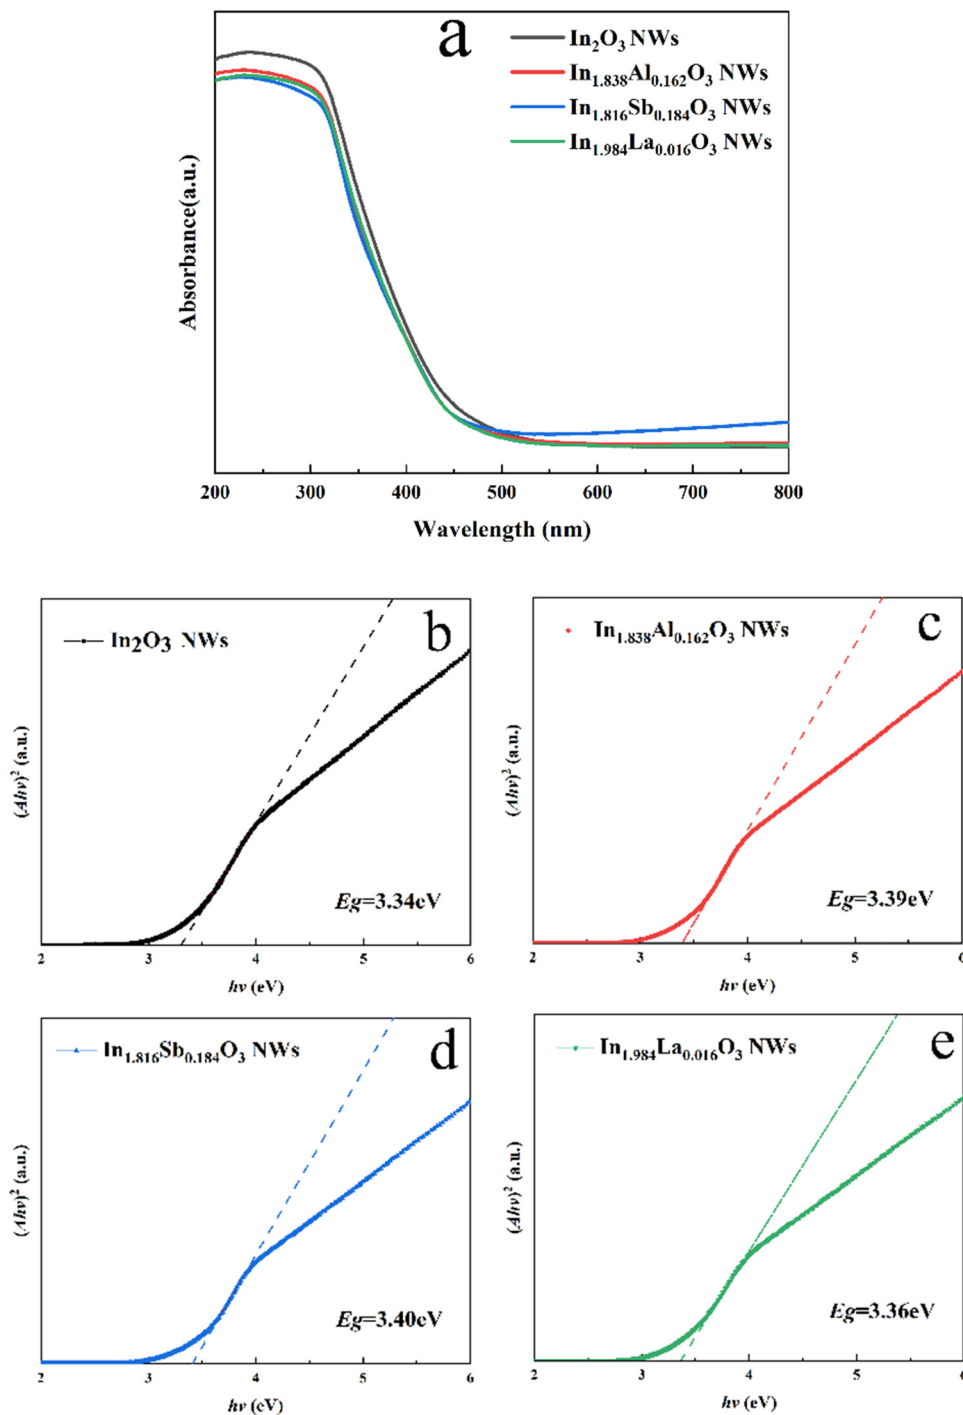 a
In₂O₃ NWs
In₁.₈₃₈Al₀.₁₆₂O₃ NWs
In₁.₈₁₆Sb₀.₁₈₄O₃ NWs
In₁.₉₈₄La₀.₀₁₆O₃ NWs
Absorbance(a.u.)
200 300 400 500 600 700 800
Wavelength (nm)
b
In₂O₃ NWs
(Ahν)² (a.u.)
Eg=3.34eV
2 3 4 5 6
hν (eV)
c
In₁.₈₃₈Al₀.₁₆₂O₃ NWs
(Ahν)² (a.u.)
Eg=3.39eV
2 3 4 5 6
hν (eV)
d
In₁.₈₁₆Sb₀.₁₈₄O₃ NWs
(Ahν)² (a.u.)
Eg=3.40eV
2 3 4 5 6
hν (eV)
e
In₁.₉₈₄La₀.₀₁₆O₃ NWs
(Ahν)² (a.u.)
Eg=3.36eV
2 3 4 5 6
hν (eV)